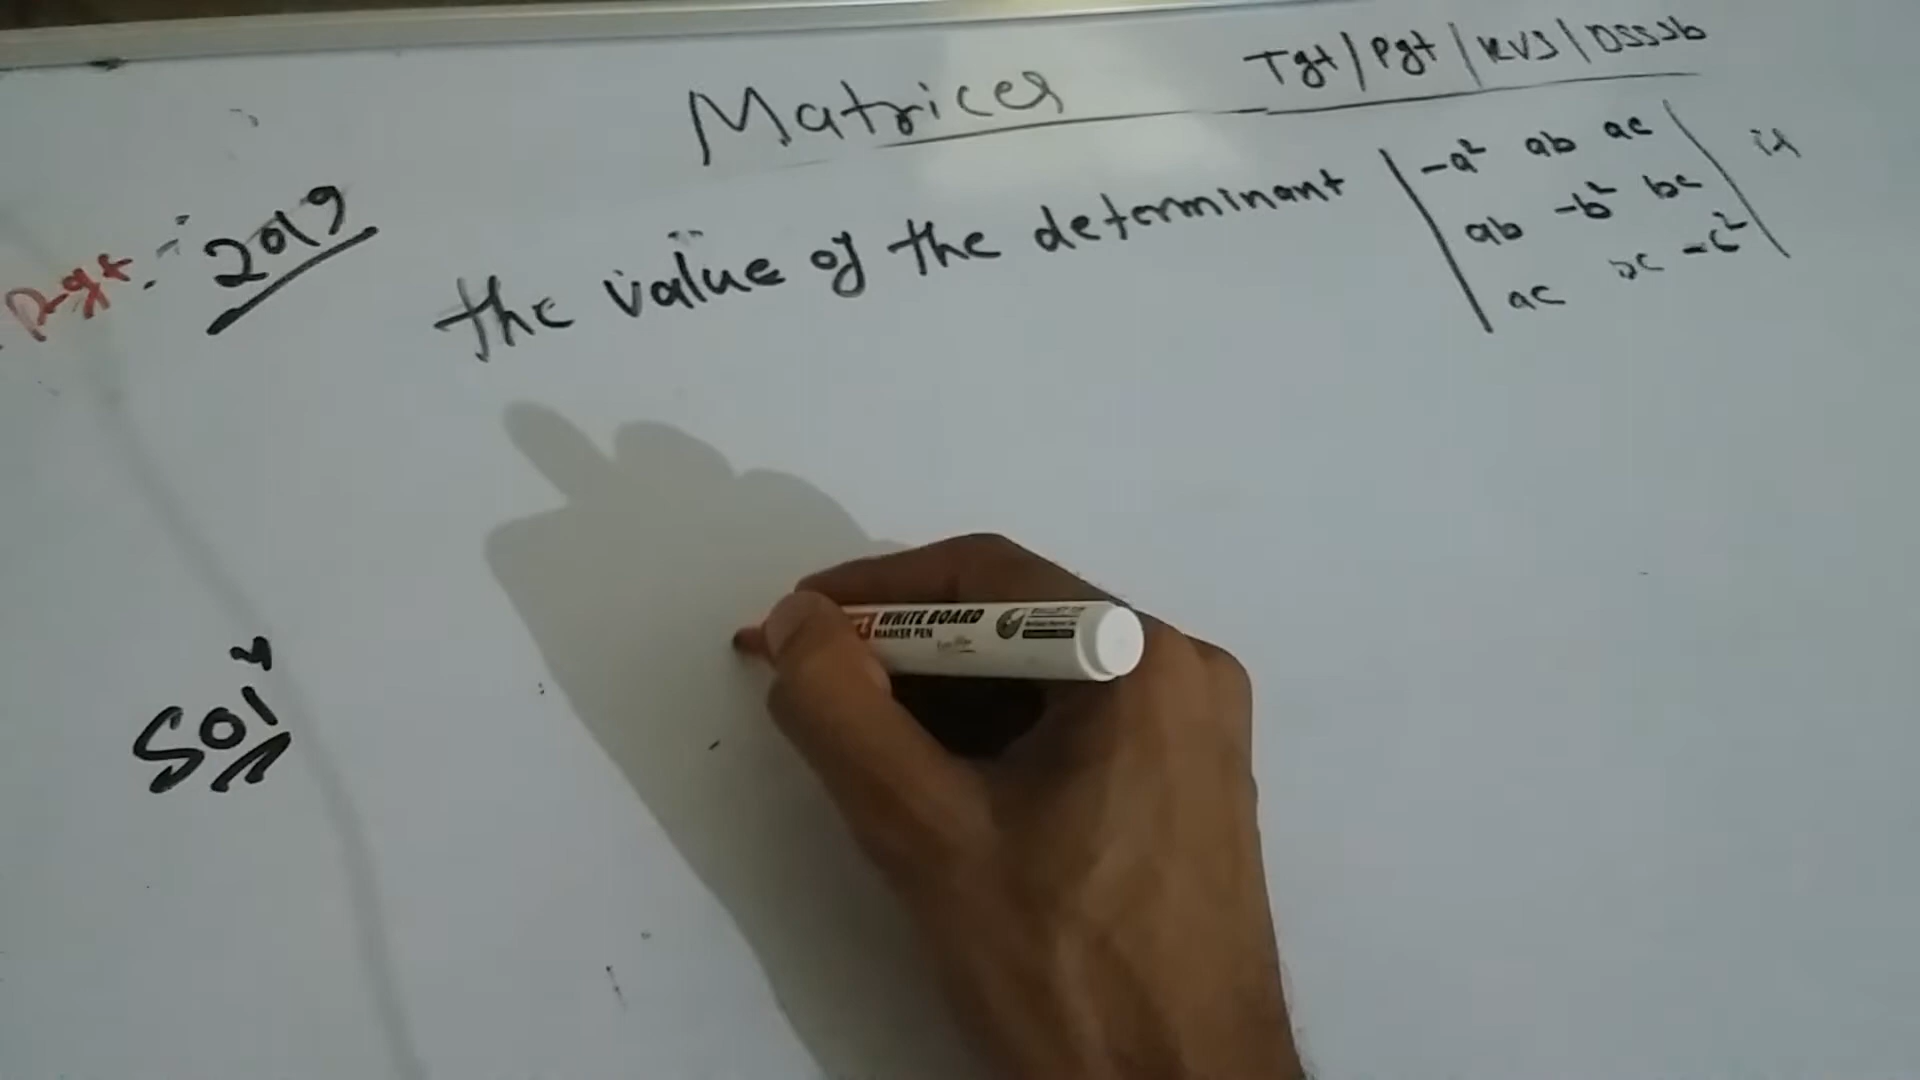 Matrices Tgt/Pgt/KVS/DSSSb
Pgt :- 2019
the value of the determinant | -a² ab ac | is
| ab -b² bc |
| ac bc -c² |
WHITE BOARD
MARKER PEN
Solⁿ